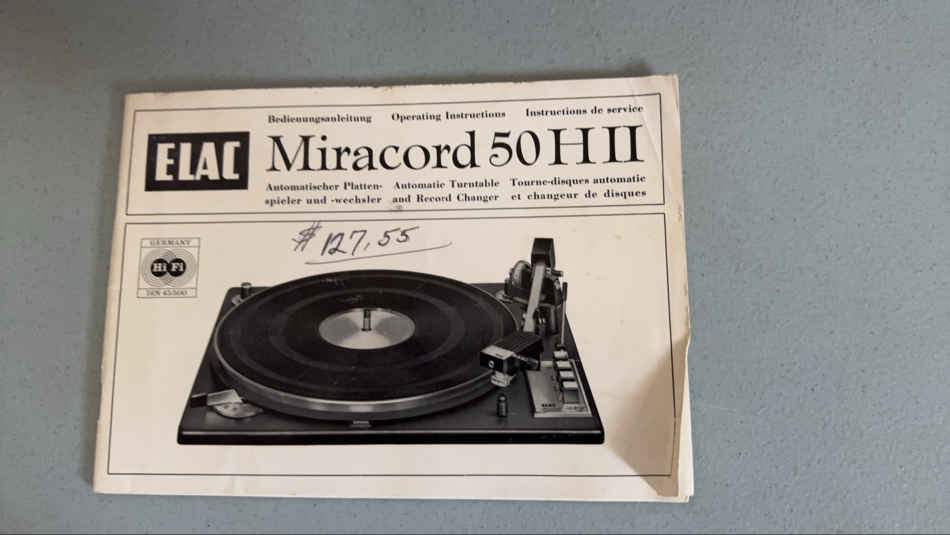 Bedienungsanleitung Operating Instructions Instructions de service
ELAC
Miracord 50 H II
Automatischer Platten- Automatic Turntable Tourne-disques automatic
spieler und -wechsler and Record Changer et changeur de disques
$127.55
GERMANY
Hi Fi
DIN 45500